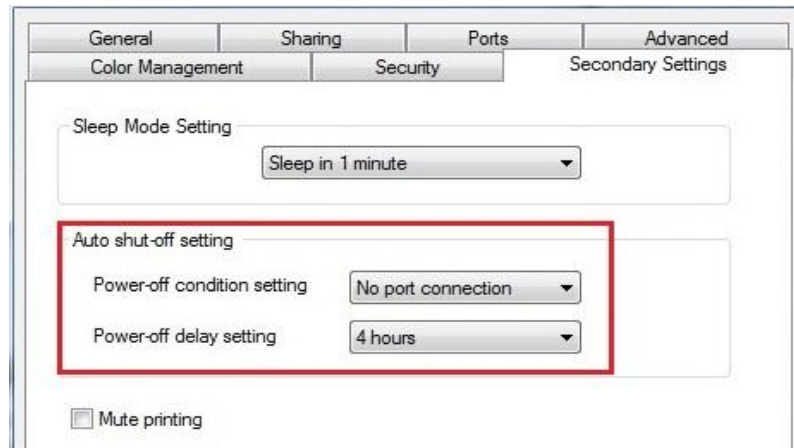 General Sharing Ports Advanced
Color Management Security Secondary Settings
Sleep Mode Setting
Sleep in 1 minute
Auto shut-off setting
Power-off condition setting No port connection
Power-off delay setting 4 hours
Mute printing